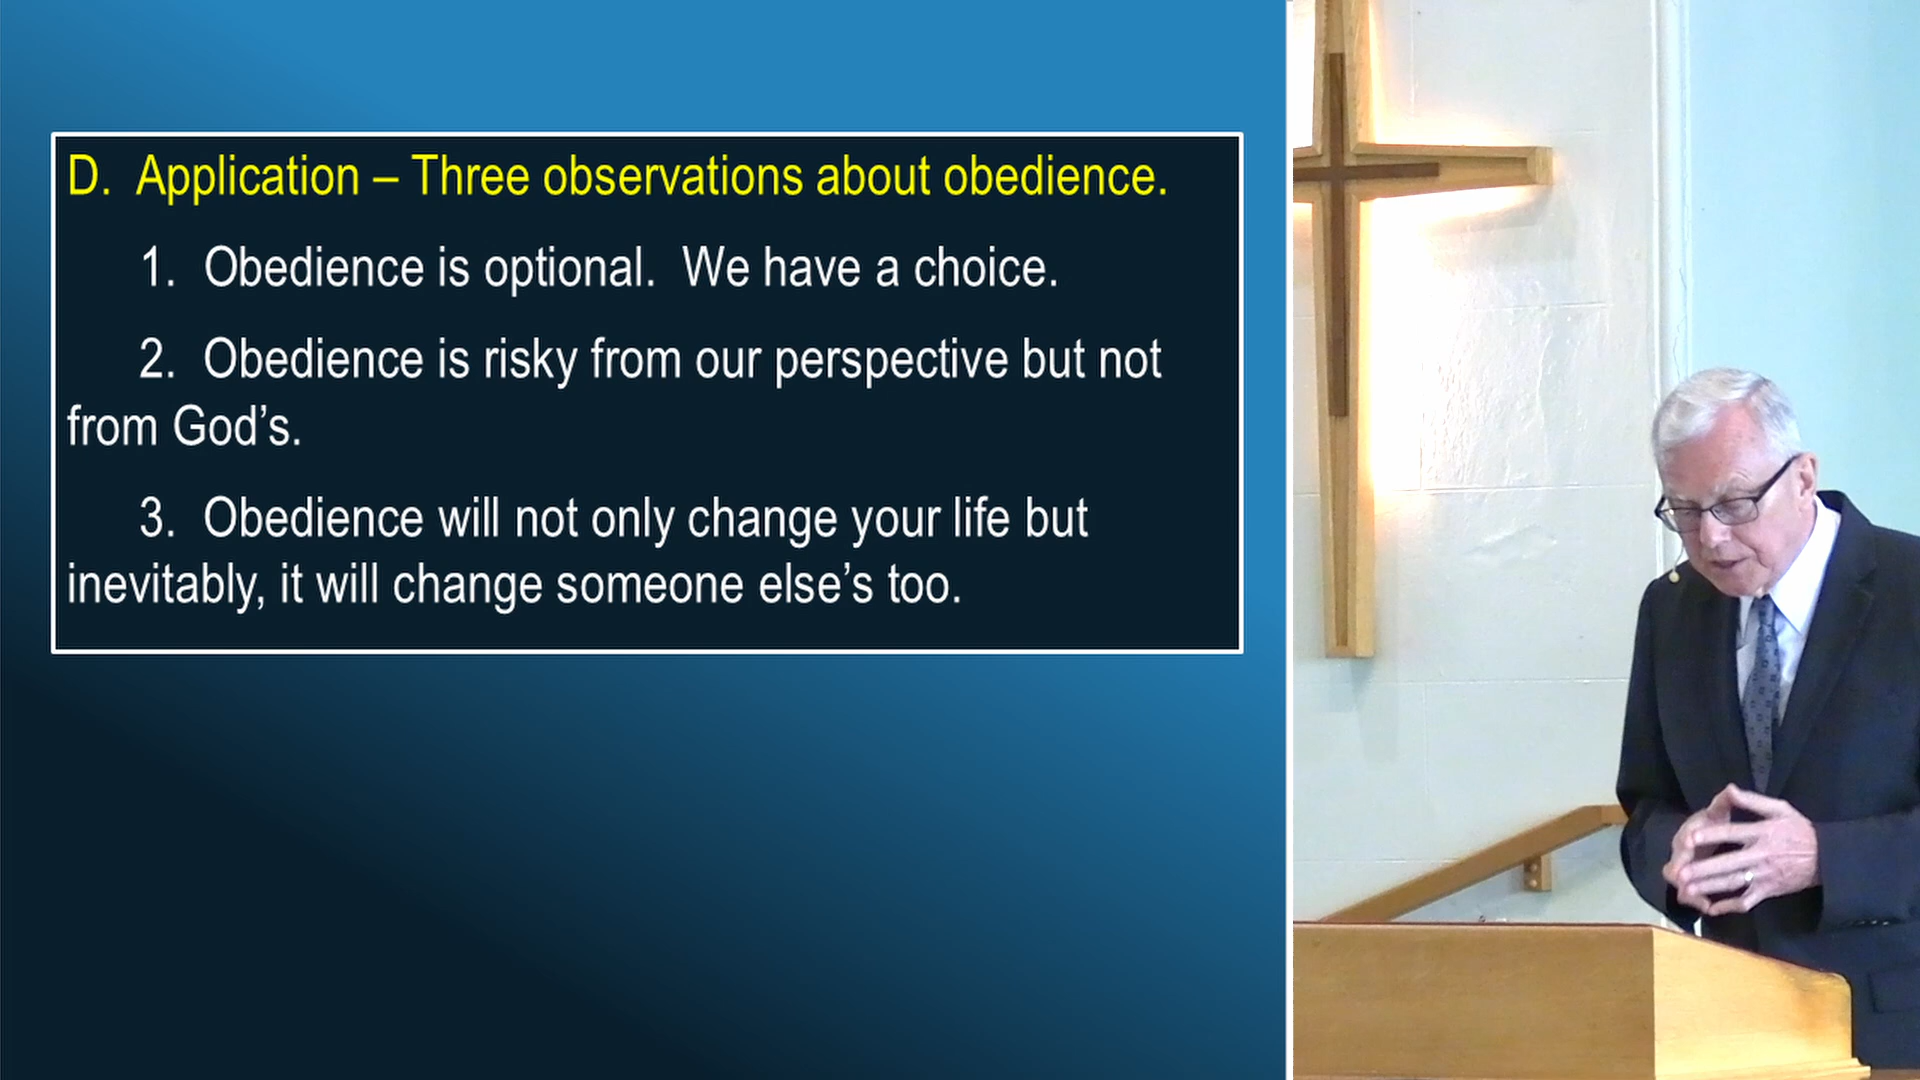 D.  Application – Three observations about obedience.
1.  Obedience is optional.  We have a choice.
2.  Obedience is risky from our perspective but not
from God’s.
3.  Obedience will not only change your life but
inevitably, it will change someone else’s too.